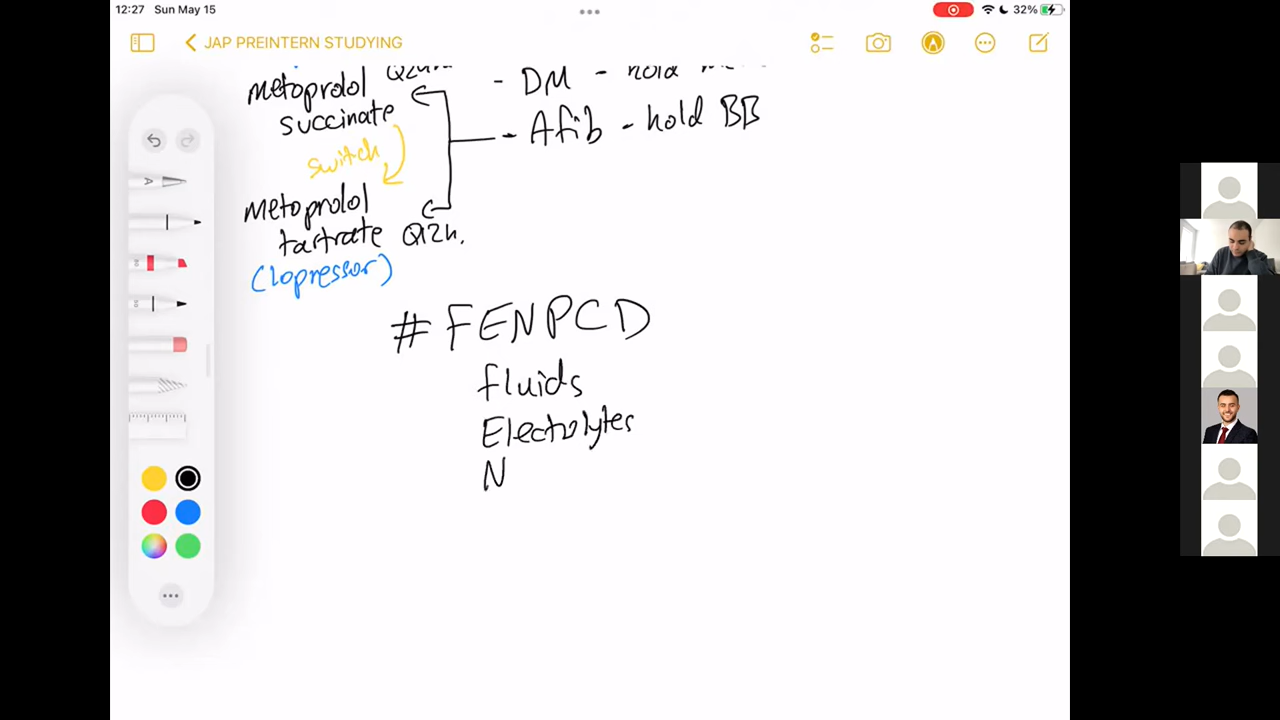 12:27 Sun May 15
32%
JAP PREINTERN STUDYING
metoprolol Q24h
succinate
switch
metoprolol
tartrate Q12h.
(lopressor)
- DM - hold
- Afib - hold BB
#FENPCD
fluids
Electrolytes
N